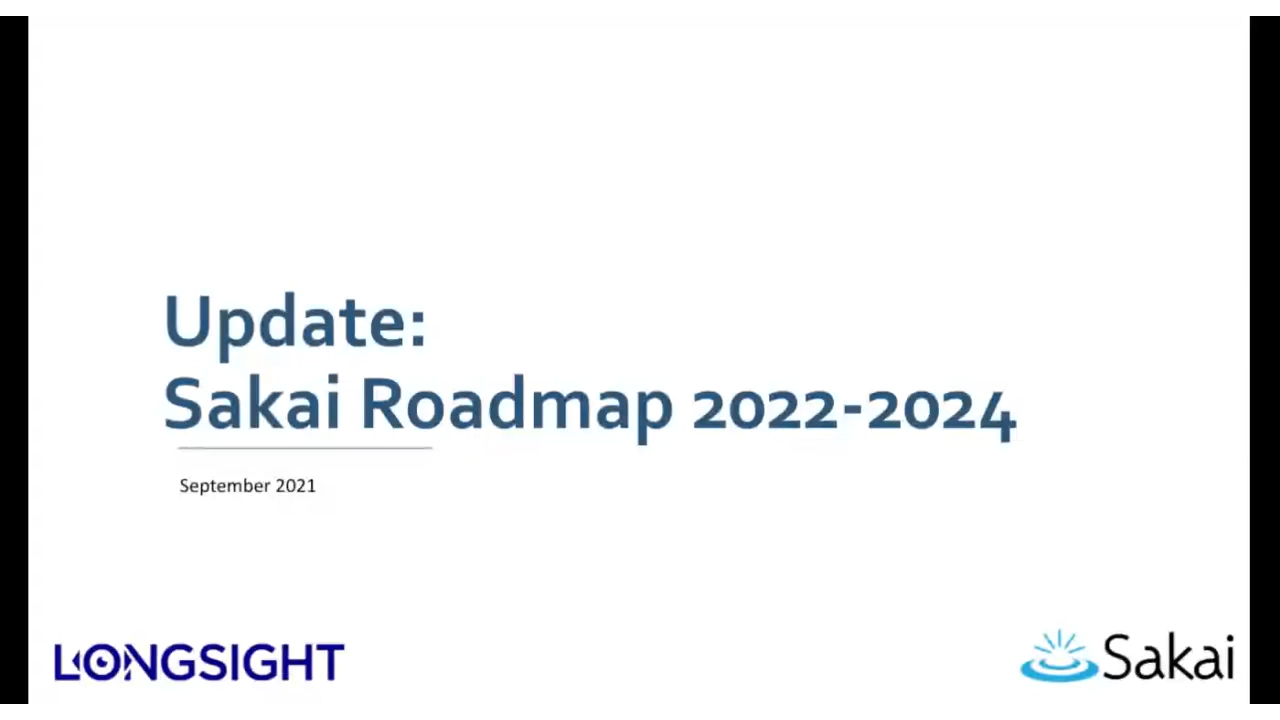 Update:
Sakai Roadmap 2022-2024
September 2021
LONGSIGHT
Sakai